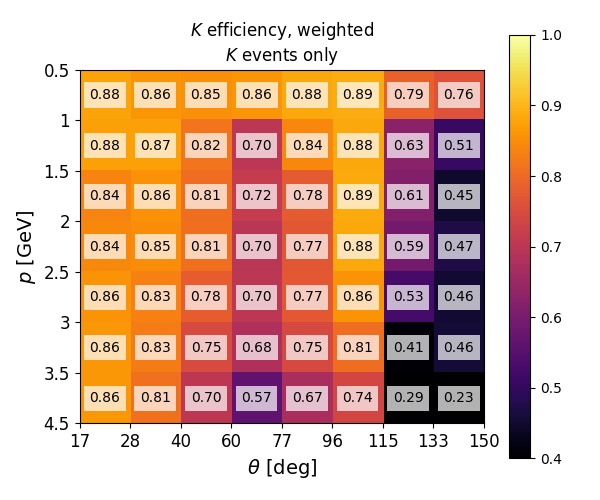 K efficiency, weighted
K events only
0.5
1
1.5
2
2.5
3
3.5
4.5
p [GeV]
0.88 0.86 0.85 0.86 0.88 0.89 0.79 0.76
0.88 0.87 0.82 0.70 0.84 0.88 0.63 0.51
0.84 0.86 0.81 0.72 0.78 0.89 0.61 0.45
0.84 0.85 0.81 0.70 0.77 0.88 0.59 0.47
0.86 0.83 0.78 0.70 0.77 0.86 0.53 0.46
0.86 0.83 0.75 0.68 0.75 0.81 0.41 0.46
0.86 0.81 0.70 0.57 0.67 0.74 0.29 0.23
17 28 40 60 77 96 115 133 150
θ [deg]
1.0
0.9
0.8
0.7
0.6
0.5
0.4